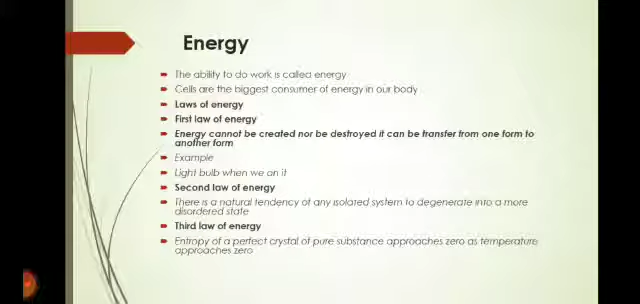 Energy
The ability to do work is called energy
Cells are the biggest consumer of energy in our body
Laws of energy
First law of energy
Energy cannot be created nor be destroyed it can be transfer from one form to
another form
Example
Light bulb when we on it
Second law of energy
There is a natural tendency of any isolated system to degenerate into a more
disordered state
Third law of energy
Entropy of a perfect crystal of pure substance approaches zero as temperature
approaches zero